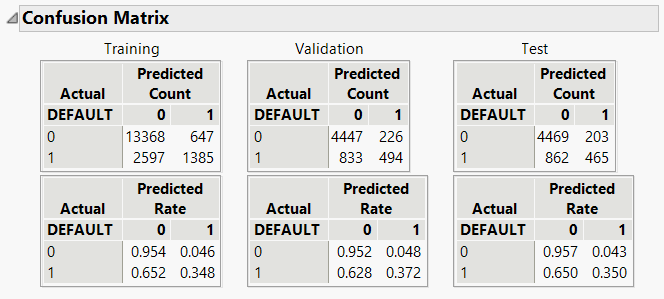 Confusion Matrix
Training Validation Test
Predicted Predicted Predicted
Actual Count Actual Count Actual Count
DEFAULT 0 1 DEFAULT 0 1 DEFAULT 0 1
0 13368 647 0 4447 226 0 4469 203
1 2597 1385 1 833 494 1 862 465
Predicted Predicted Predicted
Actual Rate Actual Rate Actual Rate
DEFAULT 0 1 DEFAULT 0 1 DEFAULT 0 1
0 0.954 0.046 0 0.952 0.048 0 0.957 0.043
1 0.652 0.348 1 0.628 0.372 1 0.650 0.350